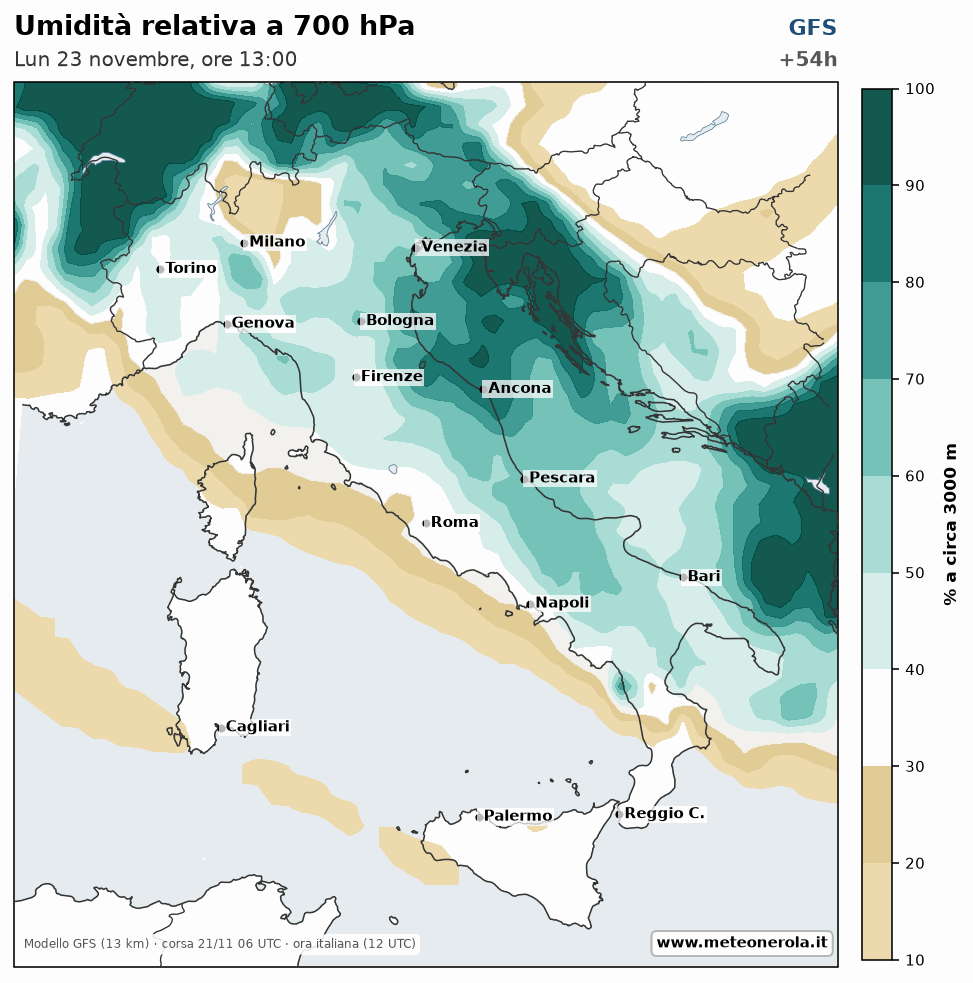 Umidità relativa a 700 hPa
GFS
Lun 23 novembre, ore 13:00
+54h
100
90
80
70
60
50
40
30
20
10
% a circa 3000 m
Milano
Venezia
Torino
Genova
Bologna
Firenze
Ancona
Pescara
Roma
Bari
Napoli
Cagliari
Palermo
Reggio C.
Modello GFS (13 km) · corsa 21/11 06 UTC · ora italiana (12 UTC)
www.meteonerola.it